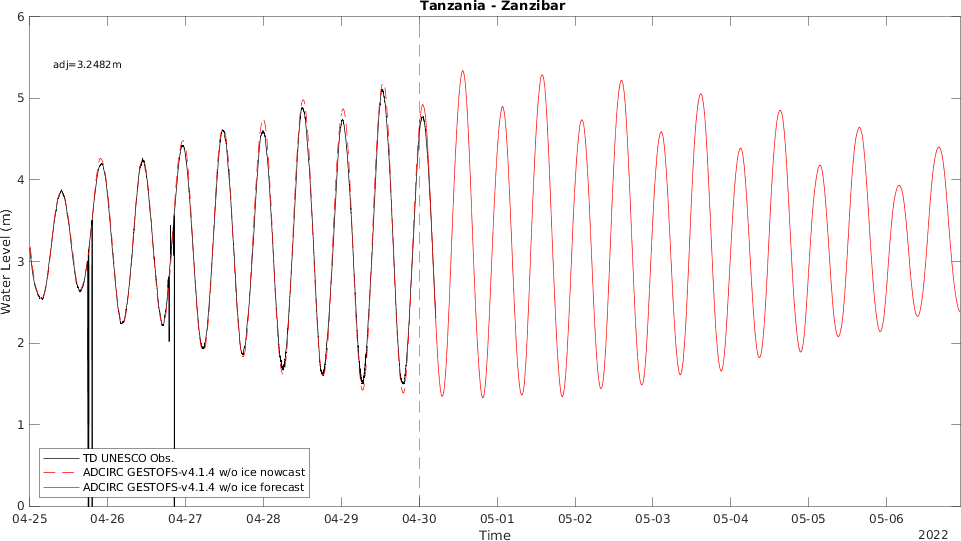 Tanzania - Zanzibar
adj=3.2482m
Water Level (m)
6
5
4
3
2
1
0
TD UNESCO Obs.
ADCIRC GESTOFS-v4.1.4 w/o ice nowcast
ADCIRC GESTOFS-v4.1.4 w/o ice forecast
04-25 04-26 04-27 04-28 04-29 04-30 05-01 05-02 05-03 05-04 05-05 05-06
Time
2022